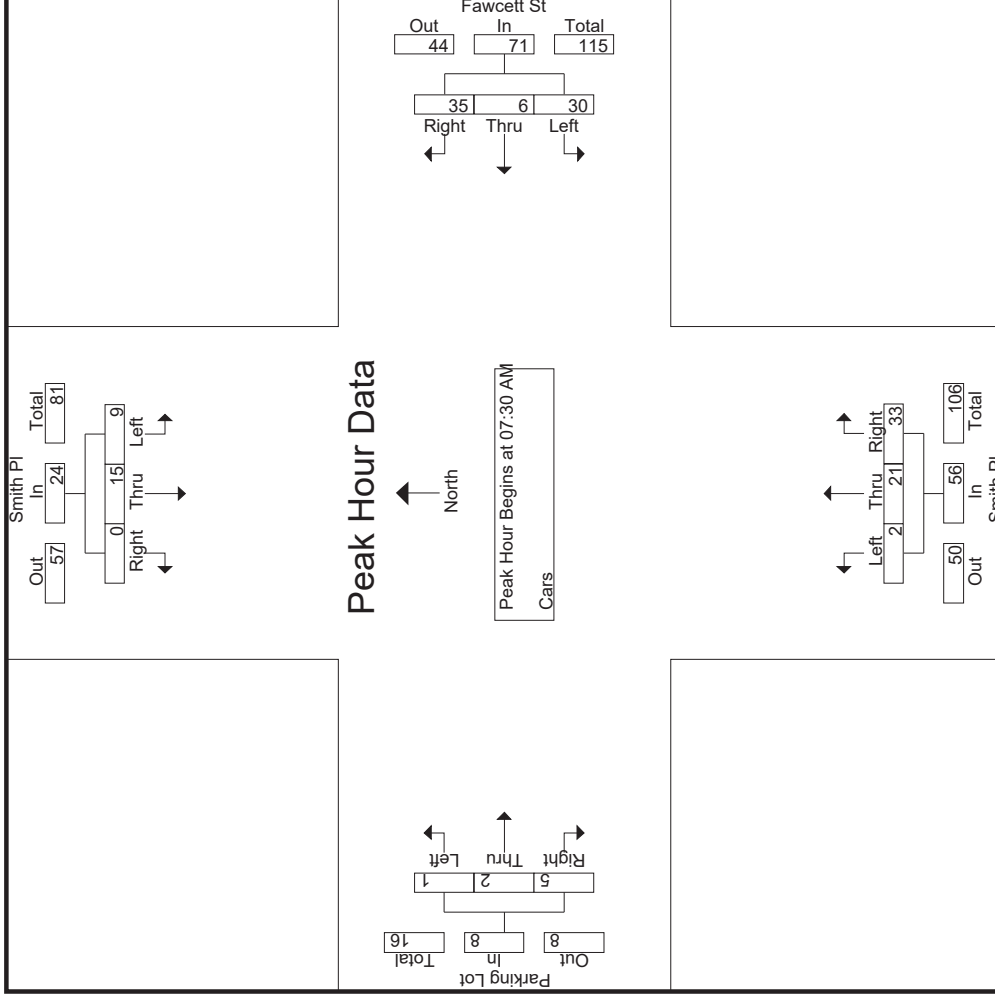 Fawcett St
Out In Total
44 71 115
35 6 30
Right Thru Left
Smith Pl
Out In Total
57 24 81
0 15 9
Right Thru Left
Peak Hour Data
North
Peak Hour Begins at 07:30 AM
Cars
Left Thru Right
2 21 33
50 56 106
Out In Total
Smith Pl
Left Thru Right
1 2 5
16 8 8
Total In Out
Parking Lot